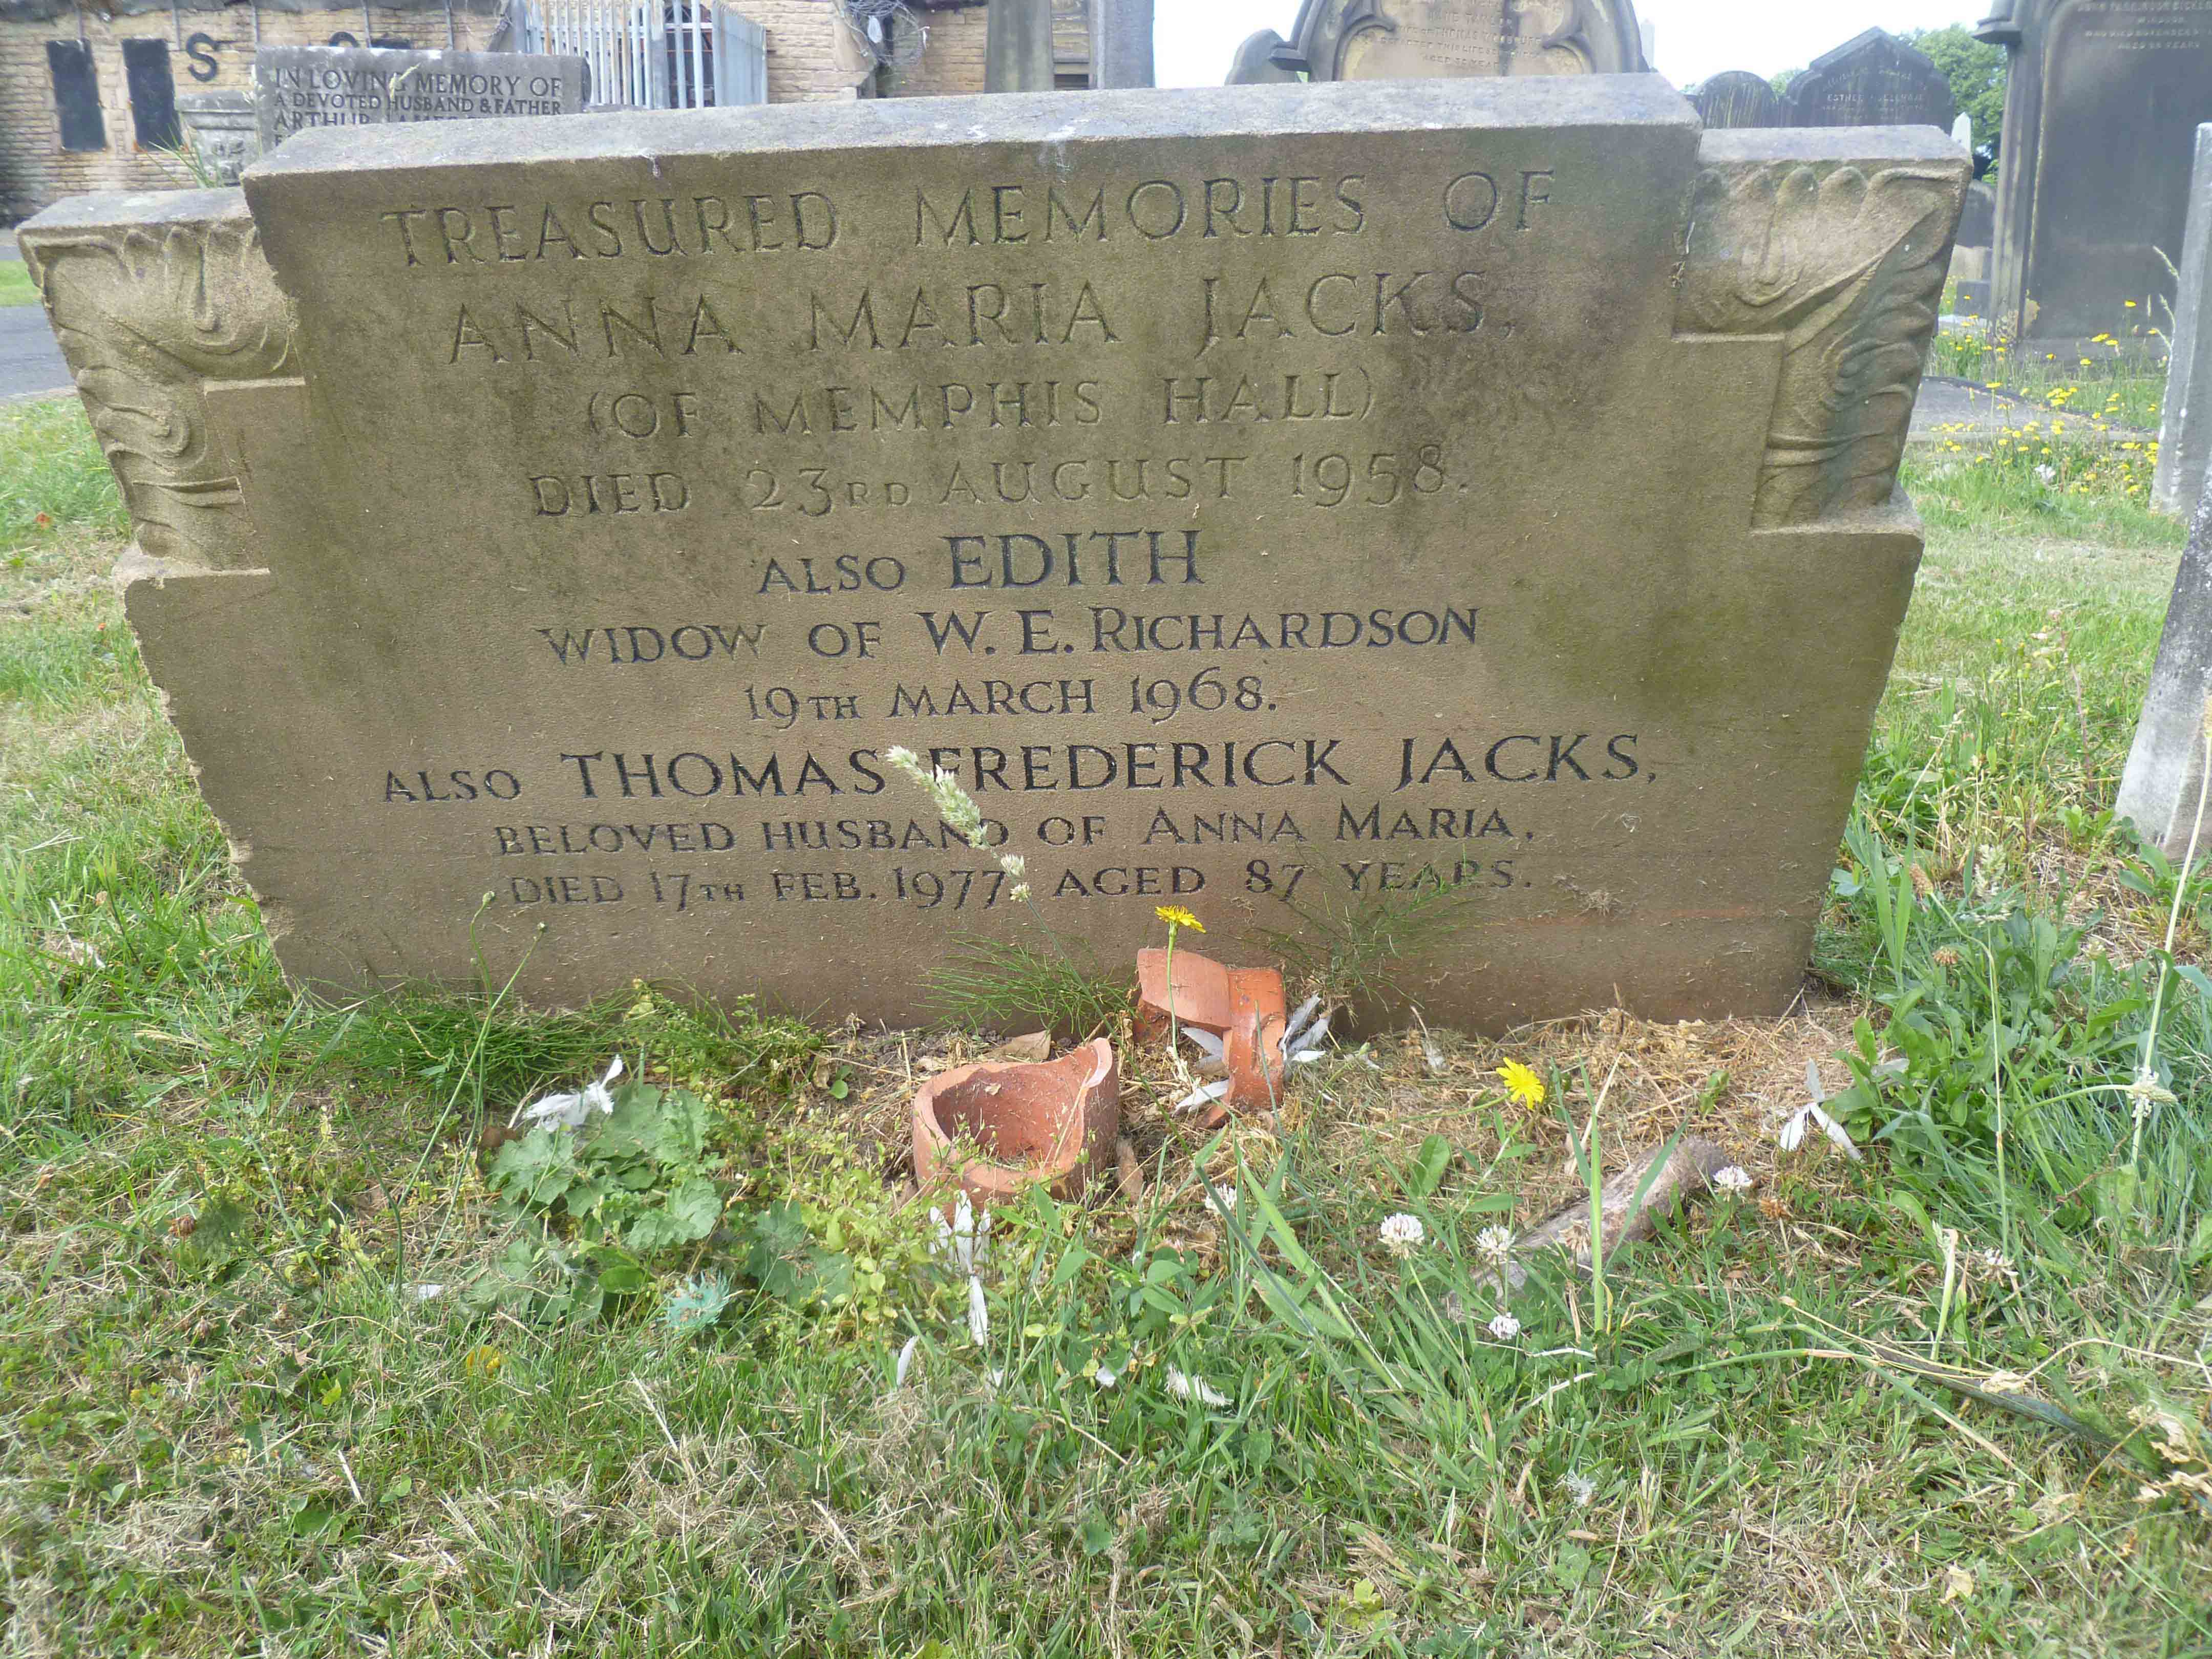 S
IN LOVING MEMORY OF
A DEVOTED HUSBAND & FATHER
ARTHUR JAMES
TREASURED MEMORIES OF
ANNA MARIA JACKS,
(OF MEMPHIS HALL)
DIED 23RD AUGUST 1958.
ALSO EDITH
WIDOW OF W. E. RICHARDSON
19TH MARCH 1968.
ALSO THOMAS FREDERICK JACKS,
BELOVED HUSBAND OF ANNA MARIA,
DIED 17TH FEB. 1977. AGED 87 YEARS.